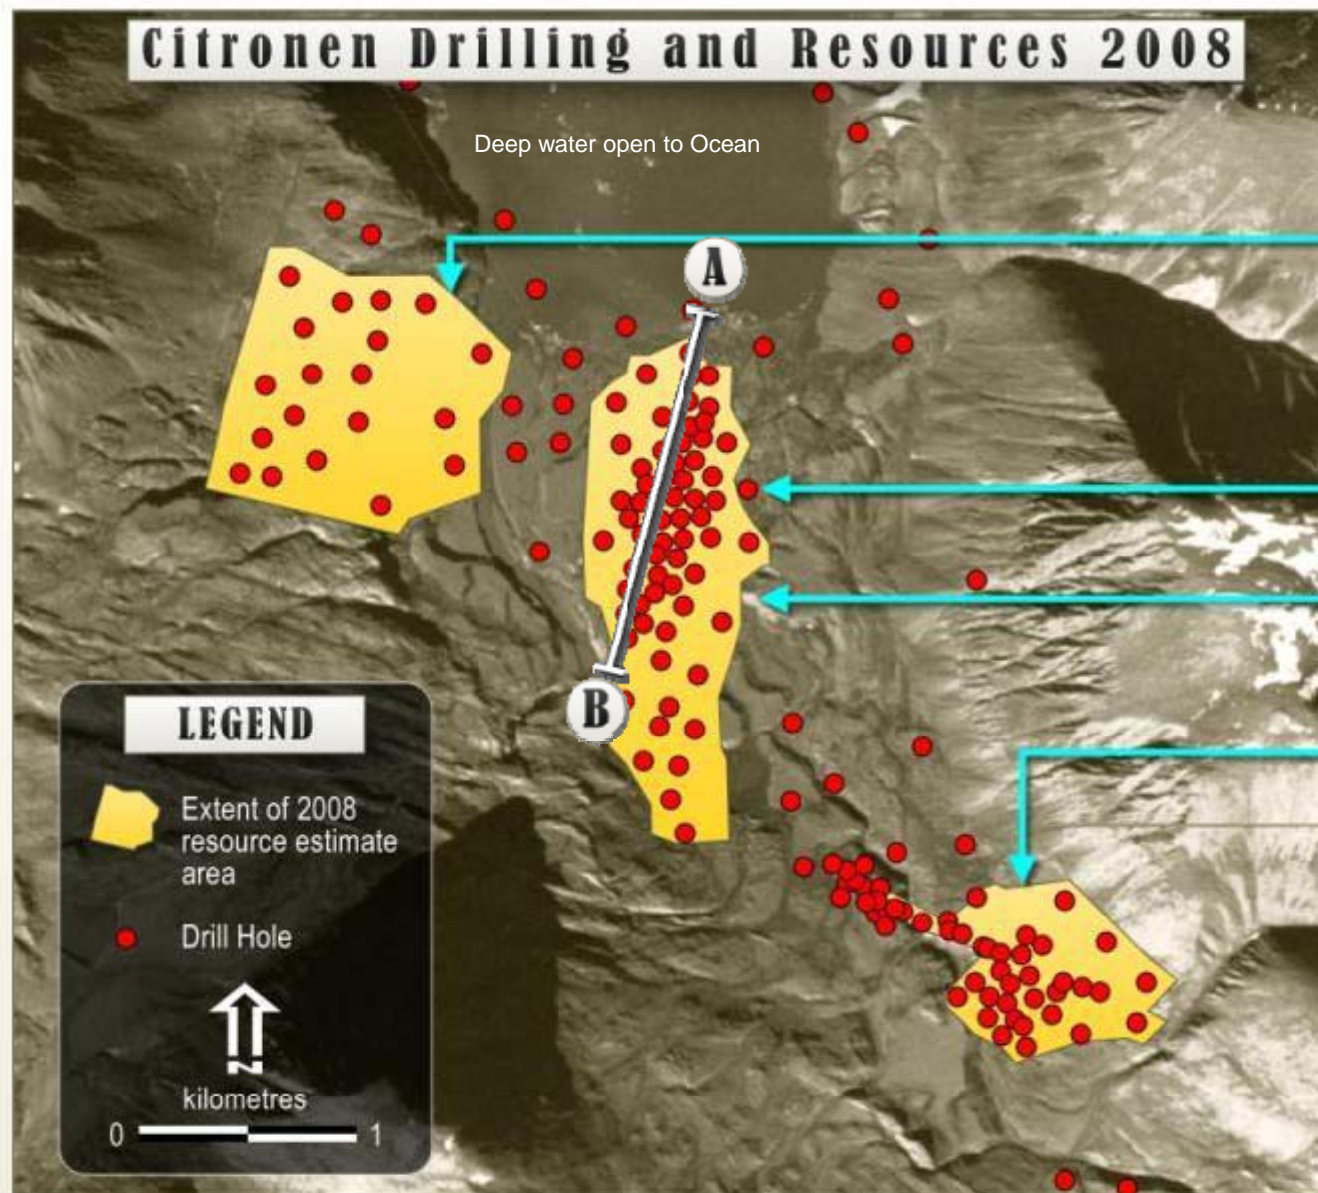 Citronen Drilling and Resources 2008
Deep water open to Ocean
A
B
LEGEND
Extent of 2008
resource estimate
area
Drill Hole
N
kilometres
0 1